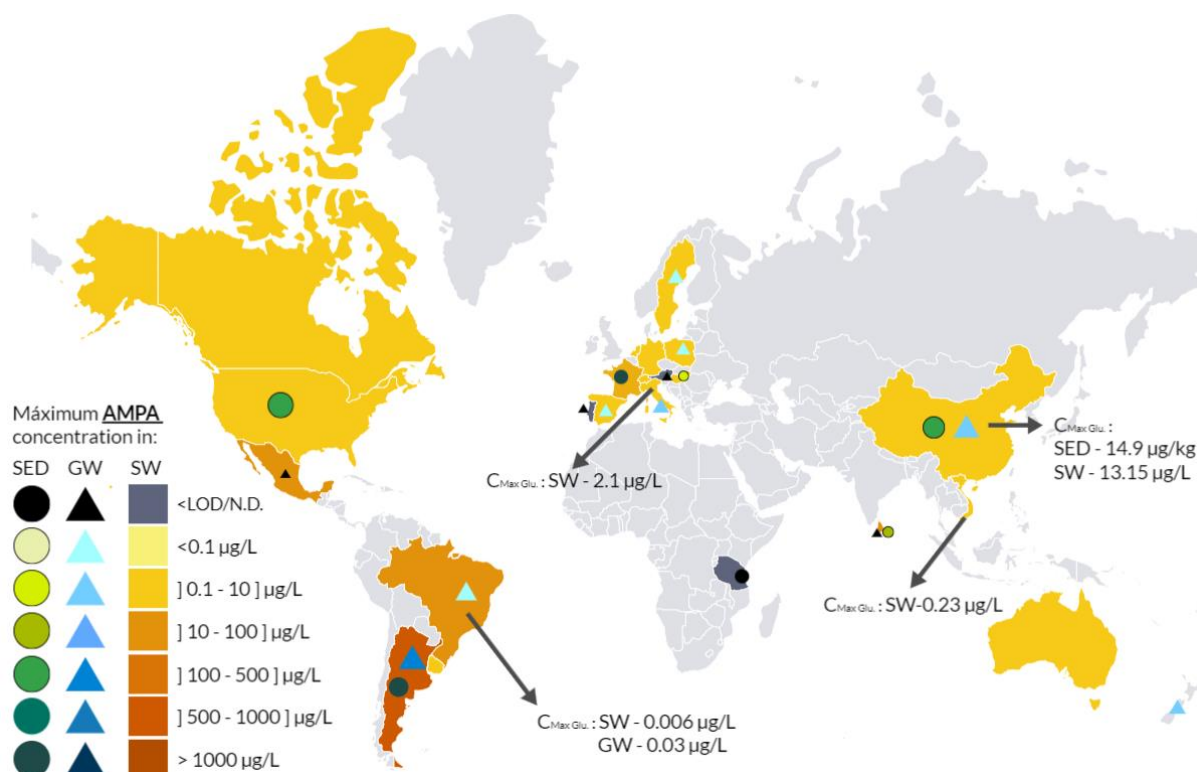 Máximum AMPA
concentration in:
SED GW SW
<LOD/N.D.
<0.1 µg/L
] 0.1 - 10 ] µg/L
] 10 - 100 ] µg/L
] 100 - 500 ] µg/L
] 500 - 1000 ] µg/L
> 1000 µg/L
CMax Glu. : SW - 2.1 µg/L
CMax Glu. :
SED - 14.9 µg/kg
SW - 13.15 µg/L
CMax Glu. : SW-0.23 µg/L
CMax Glu. : SW - 0.006 µg/L
GW - 0.03 µg/L